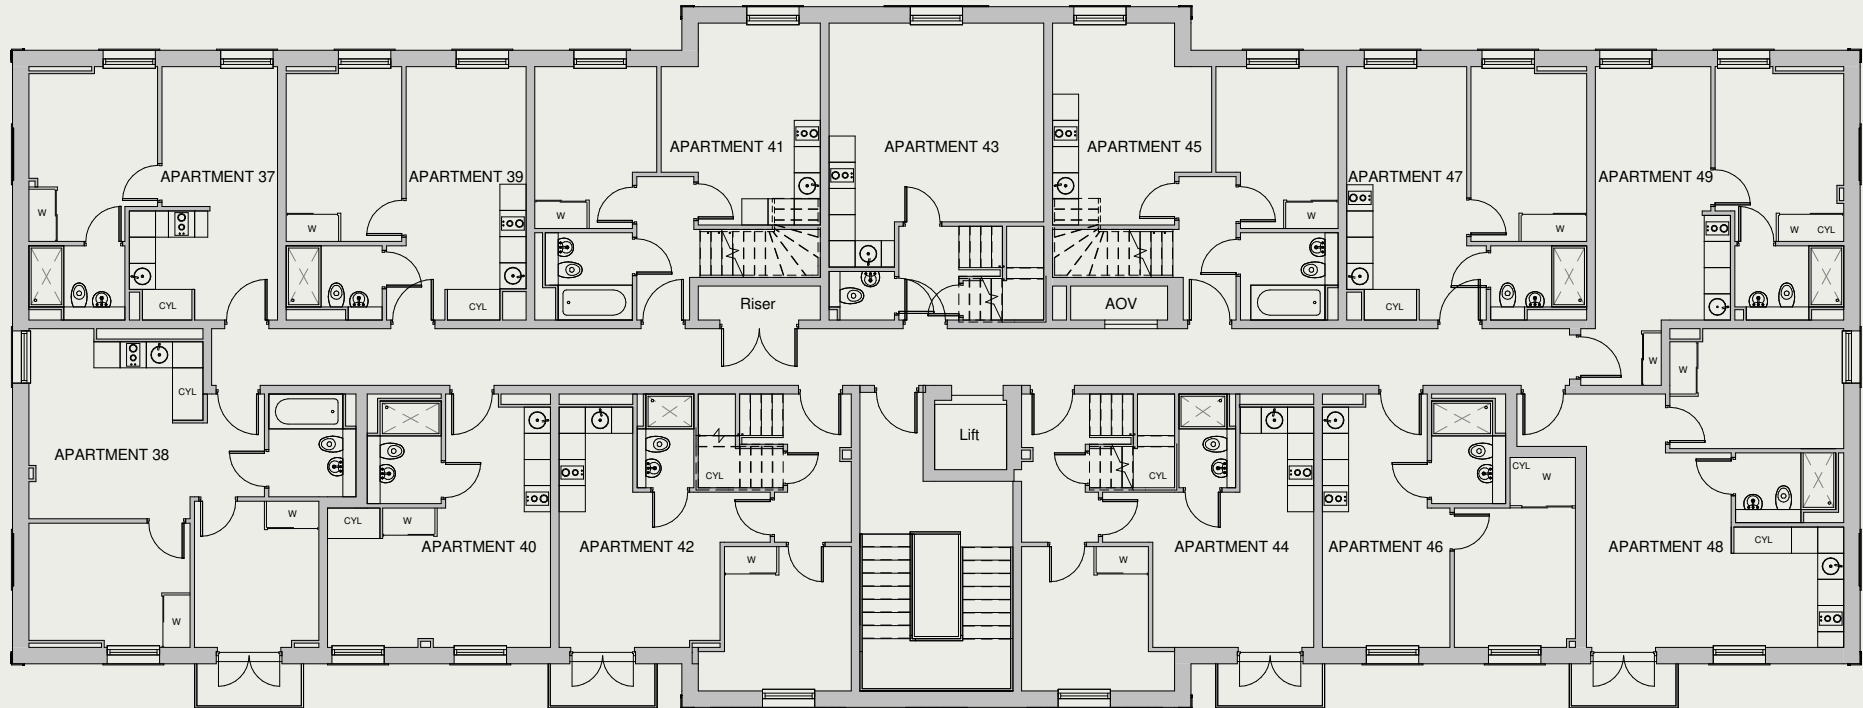 APARTMENT 41
APARTMENT 43
APARTMENT 45
APARTMENT 37
APARTMENT 39
APARTMENT 47
APARTMENT 49
W
W
W
W
W
W CYL
CYL
CYL
Riser
AOV
CYL
W
W
CYL
Lift
APARTMENT 38
CYL
CYL
CYL
W
W
CYL
W
APARTMENT 40
APARTMENT 42
APARTMENT 44
APARTMENT 46
APARTMENT 48
CYL
W
W
W